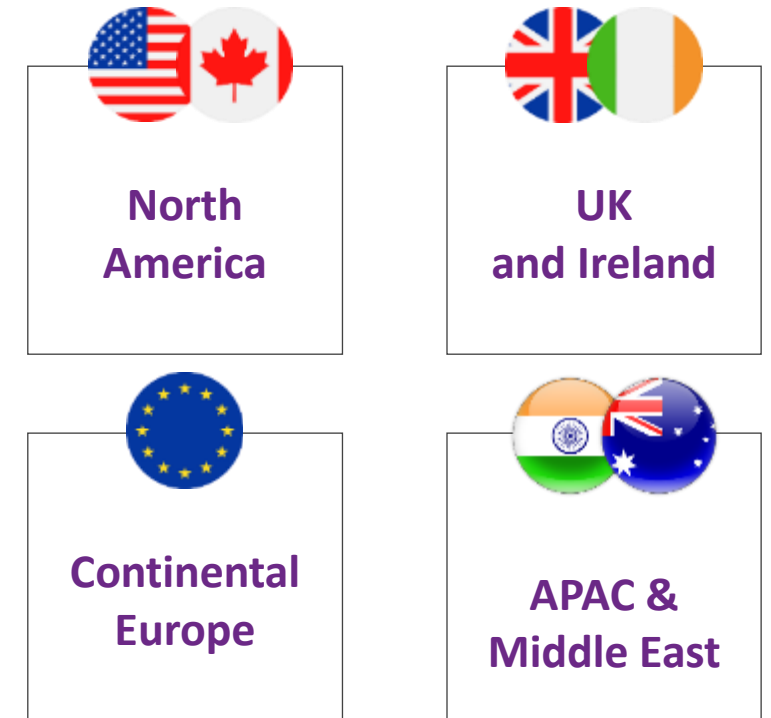 North
America
UK
and Ireland
Continental
Europe
APAC &
Middle East